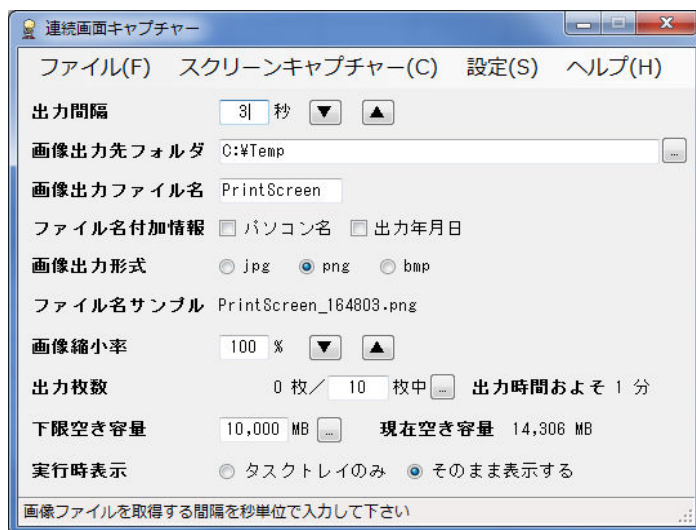 連続画面キャプチャー
ファイル(F) スクリーンキャプチャー(C) 設定(S) ヘルプ(H)
出力間隔 3 秒 ▼ ▲
画像出力先フォルダ C:¥Temp ...
画像出力ファイル名 PrintScreen
ファイル名付加情報 パソコン名 出力年月日
画像出力形式 jpg png bmp
ファイル名サンプル PrintScreen_164803.png
画像縮小率 100 % ▼ ▲
出力枚数 0 枚／ 10 枚中 ... 出力時間およそ 1 分
下限空き容量 10,000 MB ... 現在空き容量 14,306 MB
実行時表示 タスクトレイのみ そのまま表示する
画像ファイルを取得する間隔を秒単位で入力して下さい